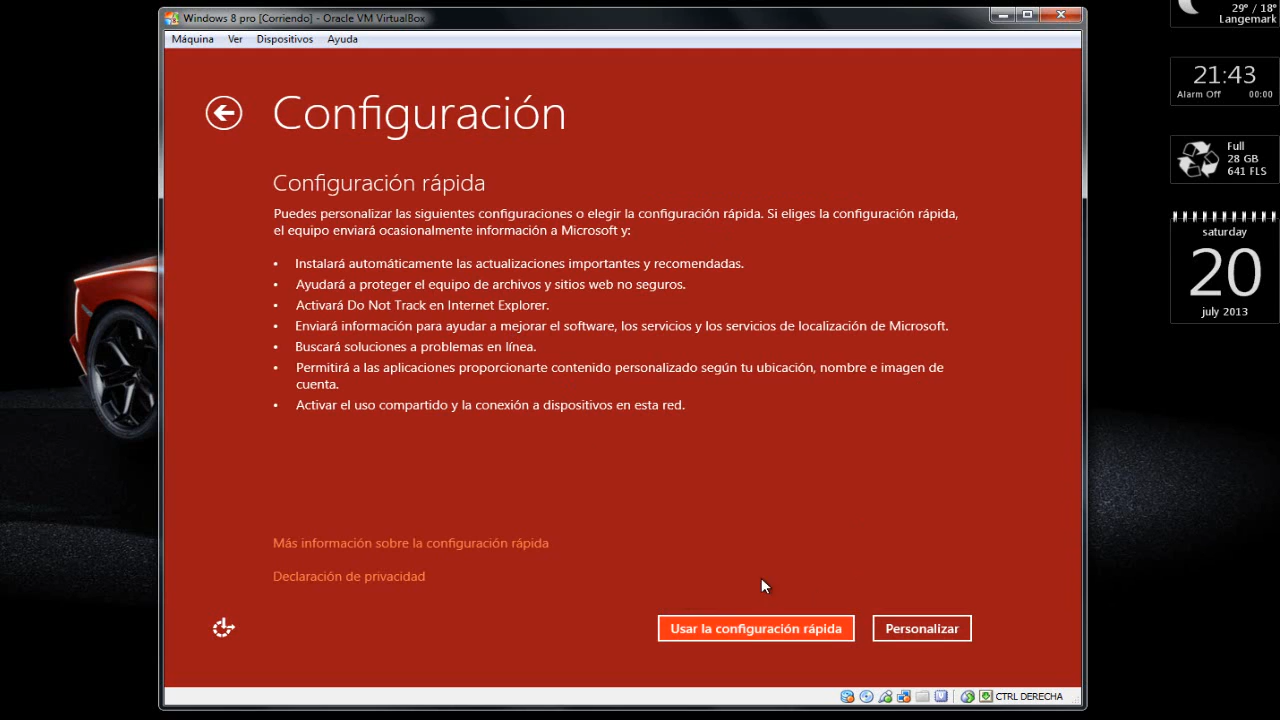 Windows 8 pro [Corriendo] - Oracle VM VirtualBox
Máquina Ver Dispositivos Ayuda
Configuración
Configuración rápida
Puedes personalizar las siguientes configuraciones o elegir la configuración rápida. Si eliges la configuración rápida,
el equipo enviará ocasionalmente información a Microsoft y:
• Instalará automáticamente las actualizaciones importantes y recomendadas.
• Ayudará a proteger el equipo de archivos y sitios web no seguros.
• Activará Do Not Track en Internet Explorer.
• Enviará información para ayudar a mejorar el software, los servicios y los servicios de localización de Microsoft.
• Buscará soluciones a problemas en línea.
• Permitirá a las aplicaciones proporcionarte contenido personalizado según tu ubicación, nombre e imagen de
cuenta.
• Activar el uso compartido y la conexión a dispositivos en esta red.
Más información sobre la configuración rápida
Declaración de privacidad
Usar la configuración rápida
Personalizar
CTRL DERECHA
29° / 18°
Langemark
21:43
Alarm Off 00:00
Full
28 GB
641 FLS
saturday
20
july 2013